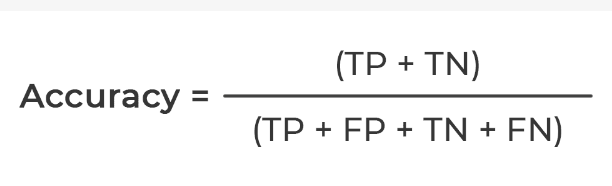 (TP + TN)
Accuracy =
(TP + FP + TN + FN)